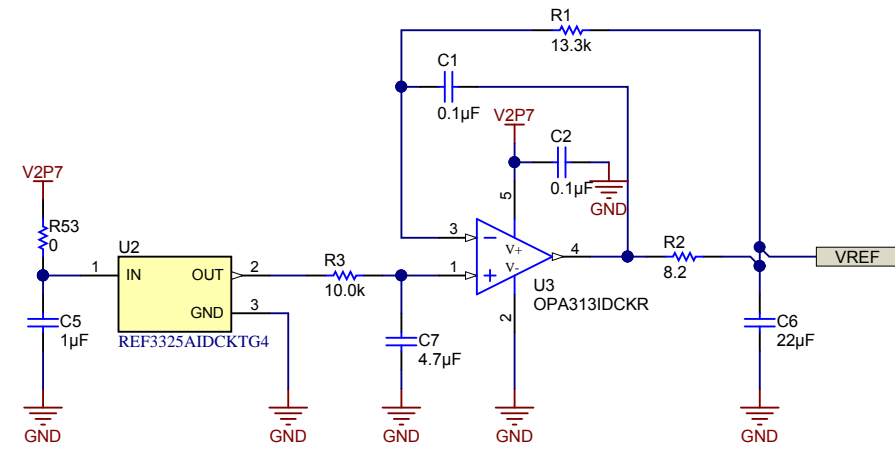 R1
13.3k
C1
0.1µF
V2P7
C2
0.1µF
GND
5
3
V+
V-
4
1
2
U3
OPA313IDCKR
R2
8.2
VREF
V2P7
R53
0
U2
1
IN
OUT
2
GND
3
REF3325AIDCKTG4
R3
10.0k
C5
1µF
C7
4.7µF
C6
22µF
GND
GND
GND
GND
GND